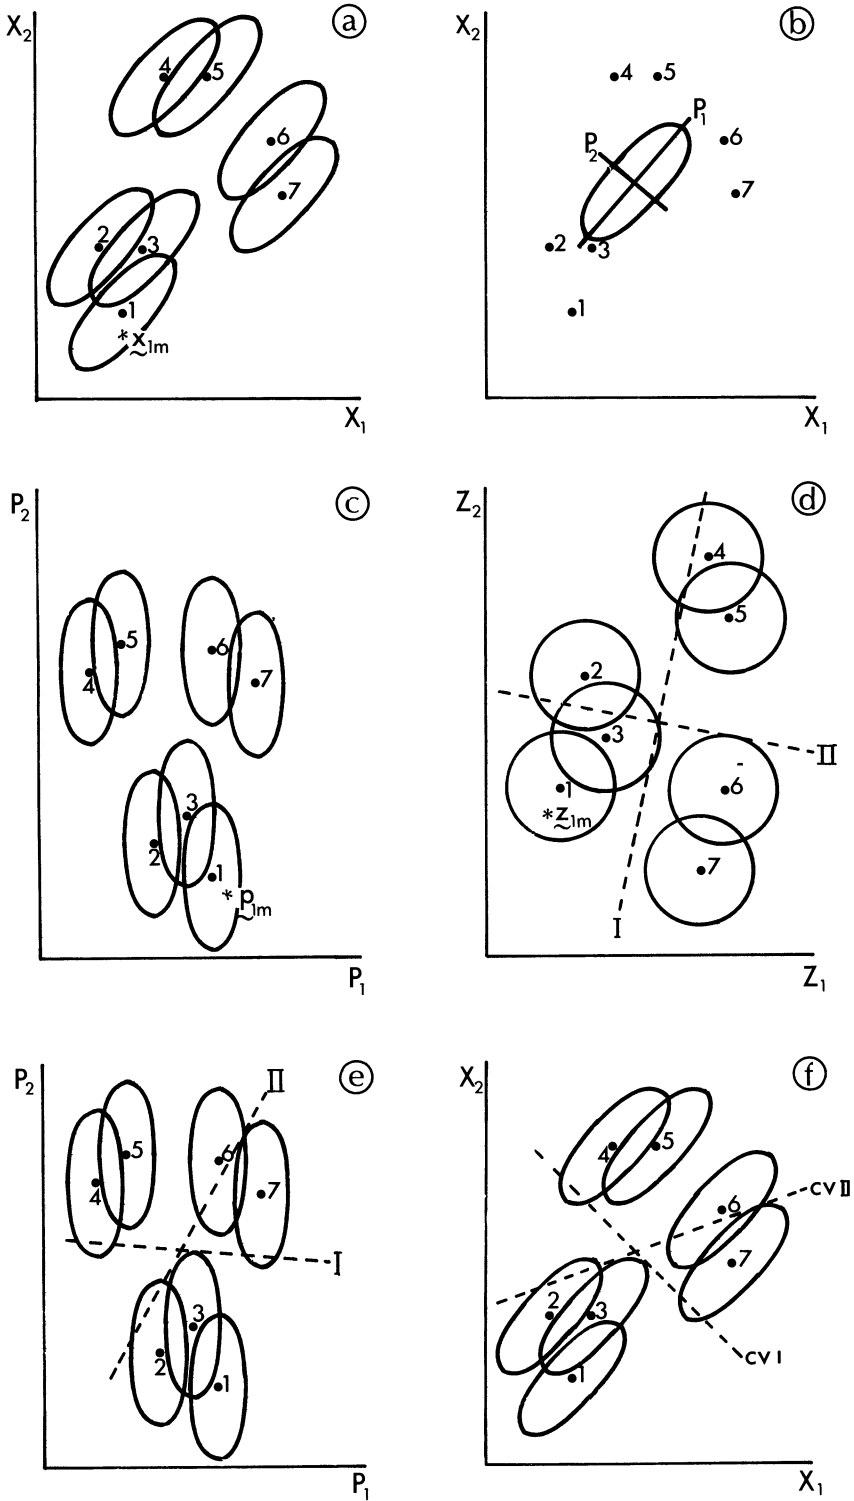 X₂ ⓐ
4 5
6
7
2 3
1
* x₁ₘ
X₁
X₂ ⓑ
4 5
P₁
6
P₂
7
2 3
1
X₁
P₂ ⓒ
5
6
4
7
3
2
1
* p₁ₘ
P₁
Z₂ ⓓ
4
5
2
3
II
1
6
* z₁ₘ
7
I
Z₁
P₂ ⓔ
II
5
6
4
7
I
3
2
1
P₁
X₂ ⓕ
4 5
CV II
6
7
2 3
CV I
1
X₁